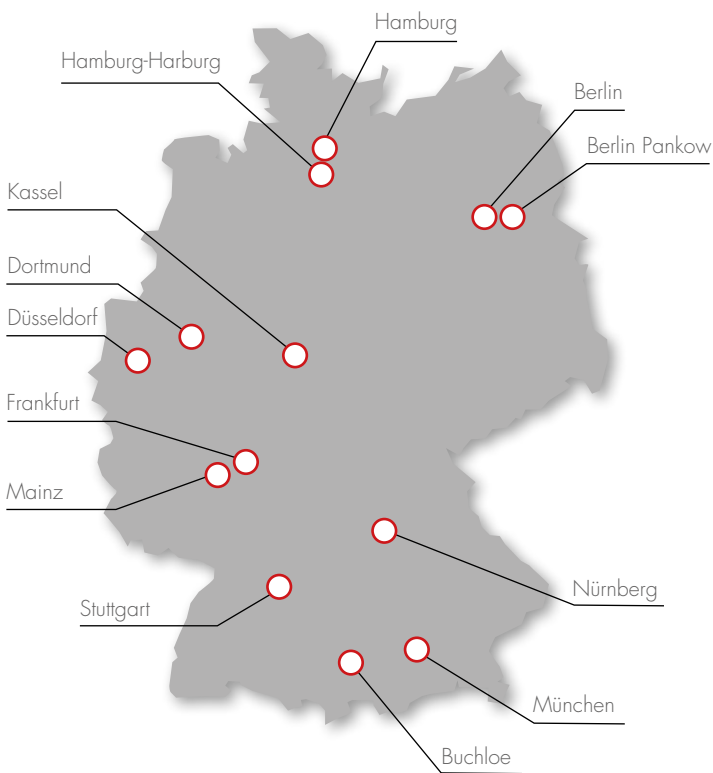 Hamburg
Hamburg-Harburg
Berlin
Berlin Pankow
Kassel
Dortmund
Düsseldorf
Frankfurt
Mainz
Nürnberg
Stuttgart
München
Buchloe